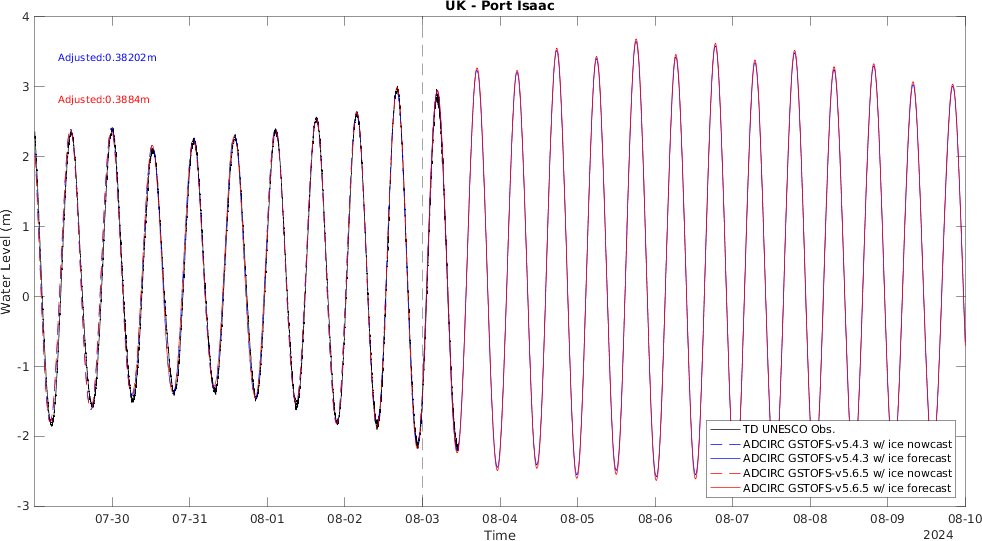 UK - Port Isaac
Adjusted:0.38202m
Adjusted:0.3884m
4
3
2
1
0
-1
-2
-3
Water Level (m)
TD UNESCO Obs.
ADCIRC GSTOFS-v5.4.3 w/ ice nowcast
ADCIRC GSTOFS-v5.4.3 w/ ice forecast
ADCIRC GSTOFS-v5.6.5 w/ ice nowcast
ADCIRC GSTOFS-v5.6.5 w/ ice forecast
07-30 07-31 08-01 08-02 08-03 08-04 08-05 08-06 08-07 08-08 08-09 08-10
Time
2024